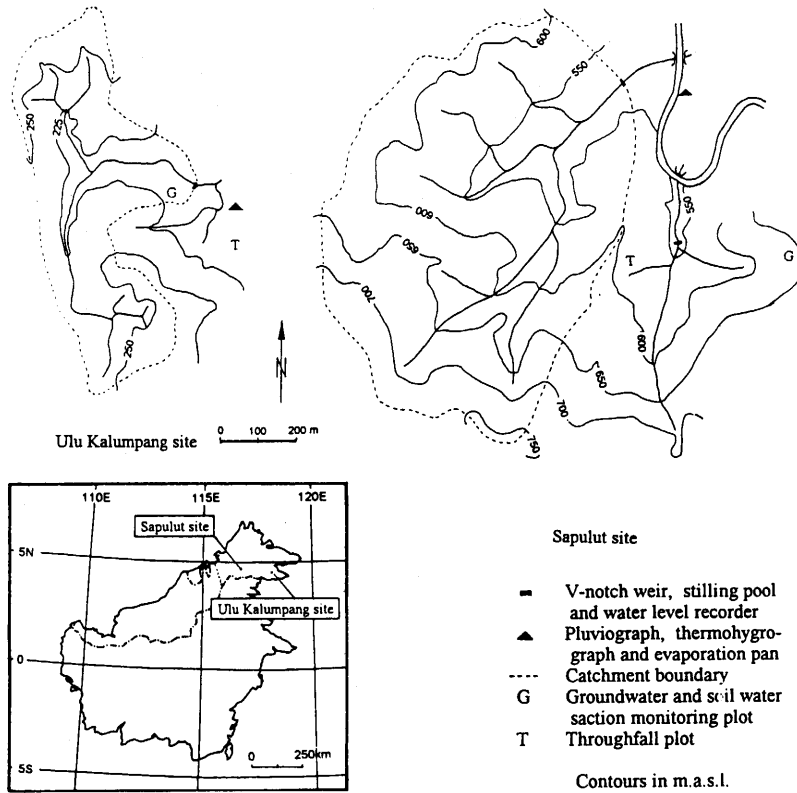 600
550
250
225
G
T
250
N
Ulu Kalumpang site
0 100 200 m
600
650
700
550
T
G
600
650
700
750
110E 115E 120E
Sapulut site
5N
Ulu Kalumpang site
0
0 250km
5S
Sapulut site
V-notch weir, stilling pool
and water level recorder
Pluviograph, thermohygro-
graph and evaporation pan
Catchment boundary
G Groundwater and soil water
saction monitoring plot
T Throughfall plot
Contours in m.a.s.l.